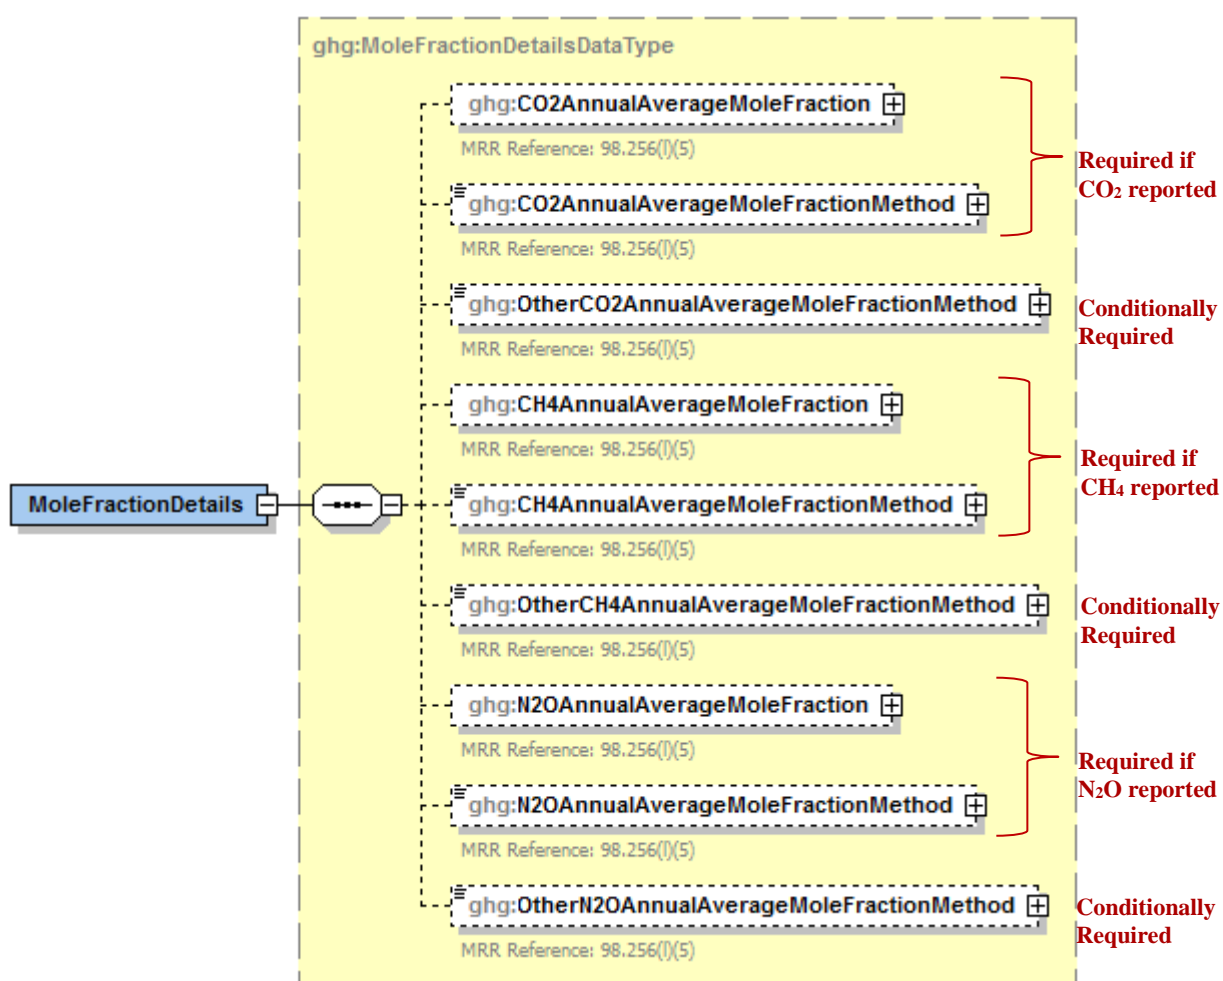 ghg:MoleFractionDetailsDataType
ghg:CO2AnnualAverageMoleFraction
MRR Reference: 98.256(l)(5)
ghg:CO2AnnualAverageMoleFractionMethod
MRR Reference: 98.256(l)(5)
Required if
CO₂ reported
ghg:OtherCO2AnnualAverageMoleFractionMethod
MRR Reference: 98.256(l)(5)
Conditionally
Required
ghg:CH4AnnualAverageMoleFraction
MRR Reference: 98.256(l)(5)
ghg:CH4AnnualAverageMoleFractionMethod
MRR Reference: 98.256(l)(5)
Required if
CH₄ reported
MoleFractionDetails
ghg:OtherCH4AnnualAverageMoleFractionMethod
MRR Reference: 98.256(l)(5)
Conditionally
Required
ghg:N2OAnnualAverageMoleFraction
MRR Reference: 98.256(l)(5)
ghg:N2OAnnualAverageMoleFractionMethod
MRR Reference: 98.256(l)(5)
Required if
N₂O reported
ghg:OtherN2OAnnualAverageMoleFractionMethod
MRR Reference: 98.256(l)(5)
Conditionally
Required